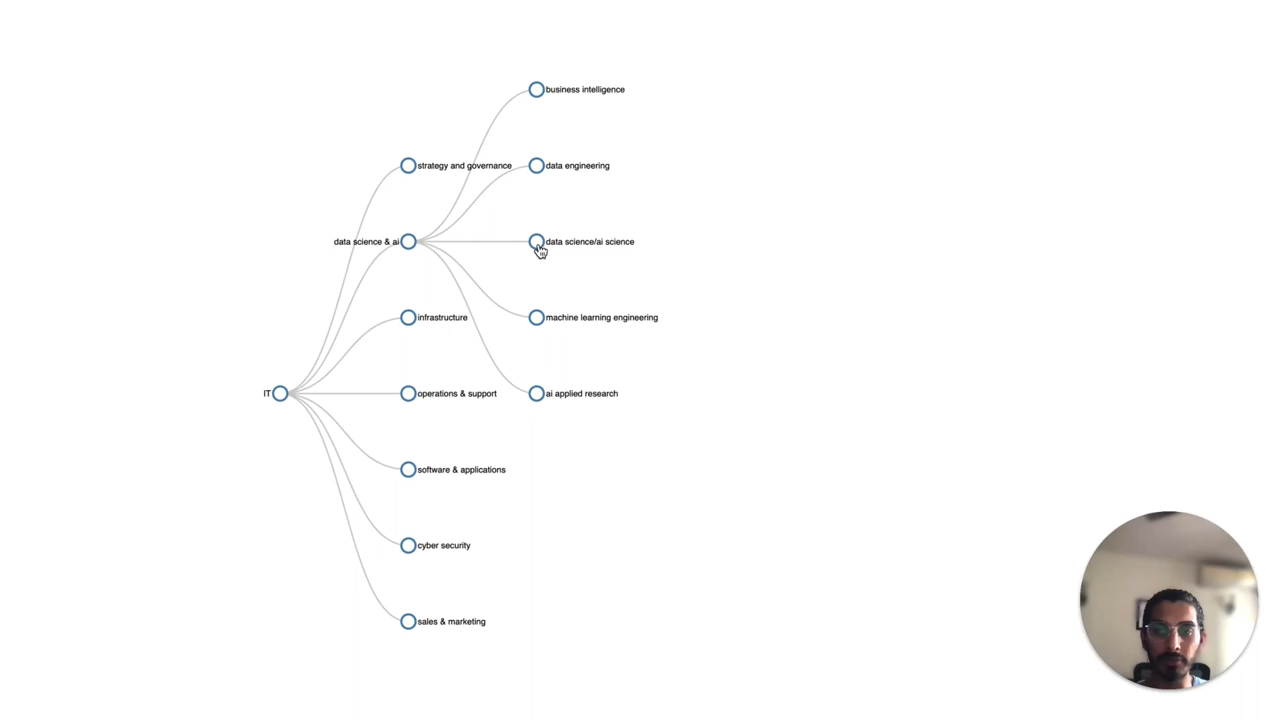 business intelligence
strategy and governance
data engineering
data science & ai
data science/ai science
infrastructure
machine learning engineering
IT
operations & support
ai applied research
software & applications
cyber security
sales & marketing